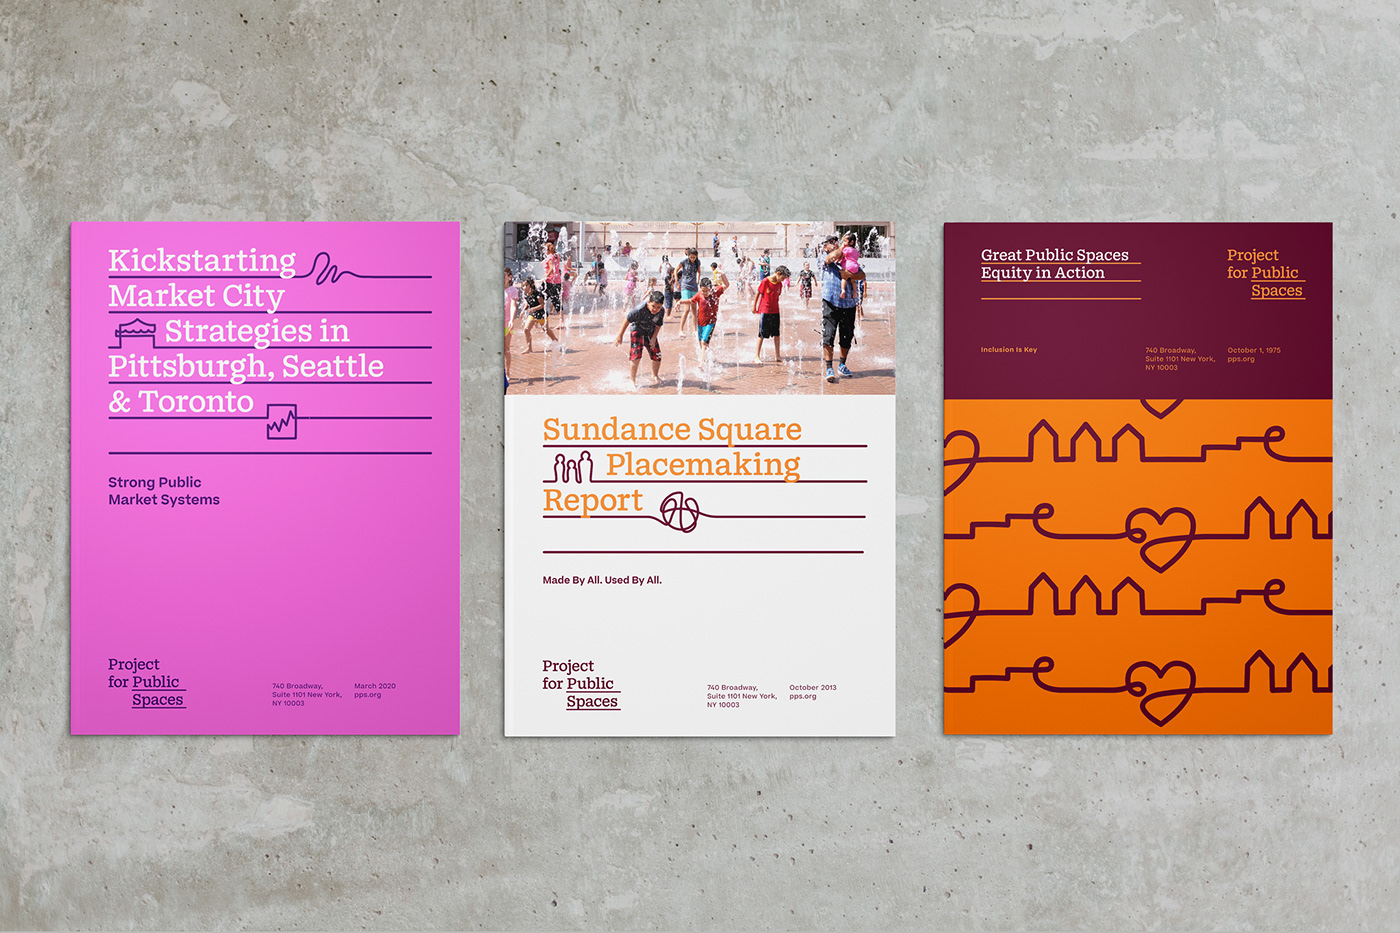 Kickstarting
Market City
Strategies in
Pittsburgh, Seattle
& Toronto
Strong Public
Market Systems
Project
for Public
Spaces
740 Broadway,
Suite 1101 New York,
NY 10003
March 2020
pps.org
Sundance Square
Placemaking
Report
Made By All. Used By All.
Project
for Public
Spaces
740 Broadway,
Suite 1101 New York,
NY 10003
October 2013
pps.org
Great Public Spaces
Equity in Action
Project
for Public
Spaces
Inclusion Is Key
740 Broadway,
Suite 1101 New York,
NY 10003
October 1, 1975
pps.org